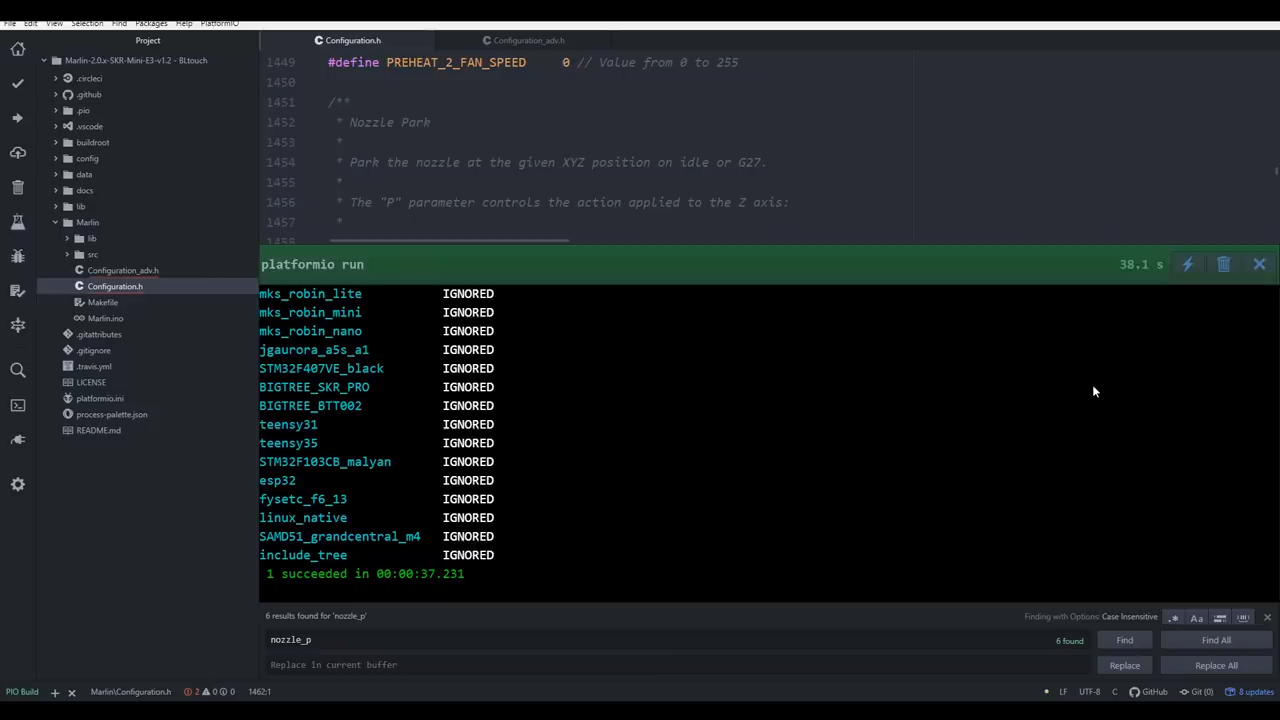 File Edit View Selection Find Packages Help PlatformIO
Project
Configuration.h
Configuration_adv.h
Marlin-2.0.x-SKR-Mini-E3-v1.2 - BLtouch
.circleci
.github
.pio
.vscode
buildroot
config
data
docs
lib
Marlin
lib
src
Configuration_adv.h
Configuration.h
Makefile
Marlin.ino
.gitattributes
.gitignore
.travis.yml
LICENSE
platformio.ini
process-palette.json
README.md
1449 #define PREHEAT_2_FAN_SPEED 0 // Value from 0 to 255
1450
1451 /**
1452 * Nozzle Park
1453 *
1454 * Park the nozzle at the given XYZ position on idle or G27.
1455 *
1456 * The "P" parameter controls the action applied to the Z axis:
1457 *
1458
platformio run 38.1 s
mks_robin_lite IGNORED
mks_robin_mini IGNORED
mks_robin_nano IGNORED
jgaurora_a5s_a1 IGNORED
STM32F407VE_black IGNORED
BIGTREE_SKR_PRO IGNORED
BIGTREE_BTT002 IGNORED
teensy31 IGNORED
teensy35 IGNORED
STM32F103CB_malyan IGNORED
esp32 IGNORED
fysetc_f6_13 IGNORED
linux_native IGNORED
SAMD51_grandcentral_m4 IGNORED
include_tree IGNORED
1 succeeded in 00:00:37.231
6 results found for 'nozzle_p' Finding with Options: Case Insensitive .* Aa
nozzle_p 6 found Find Find All
Replace in current buffer Replace Replace All
PIO Build + × Marlin\Configuration.h 2 0 0 1462:1 LF UTF-8 C GitHub Git (0) 8 updates